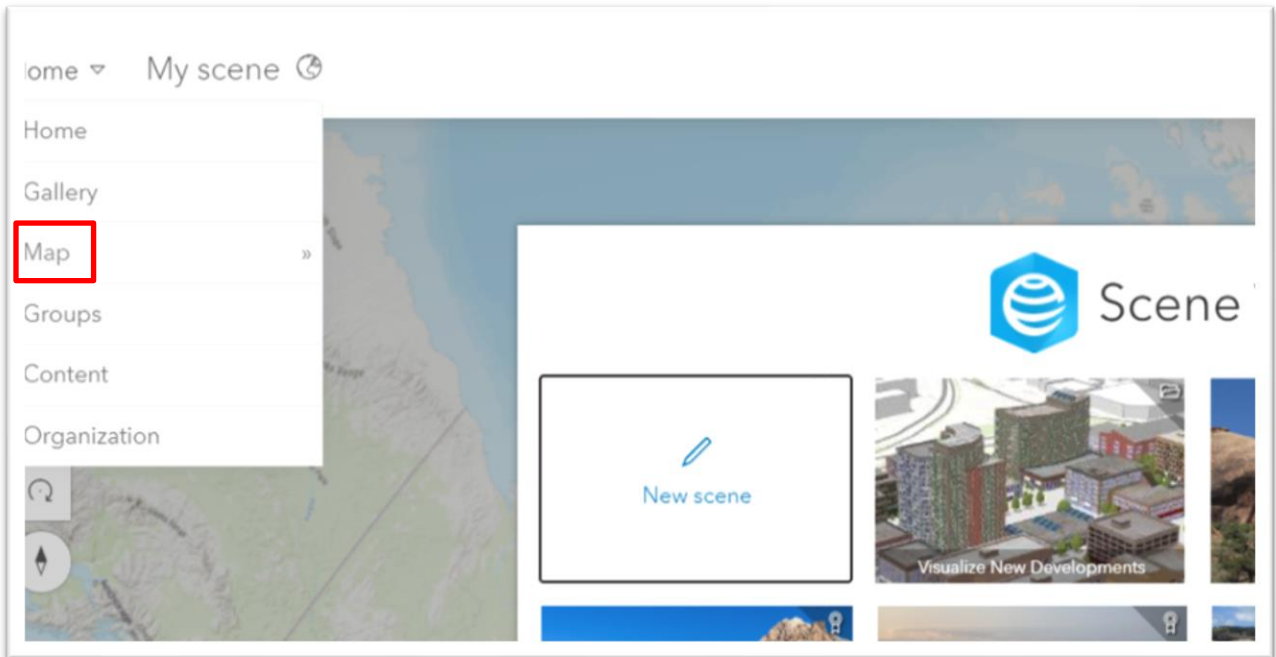 ome My scene
Home
Gallery
Map »
Groups
Content
Organization
Scene
New scene
Visualize New Developments